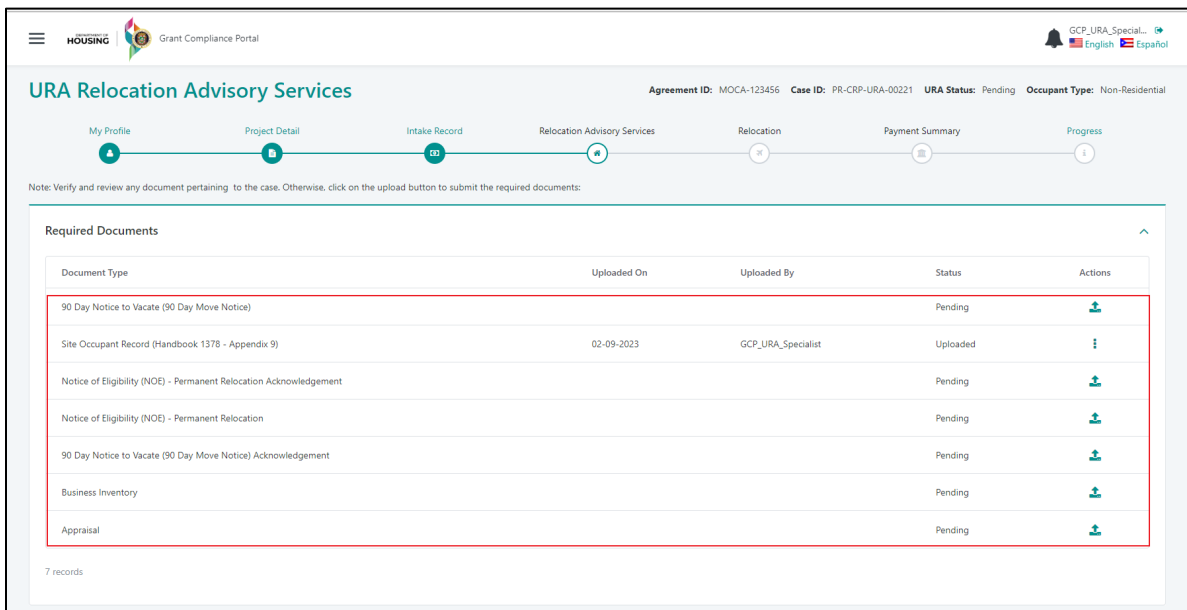 DEPARTMENT OF
HOUSING
Grant Compliance Portal
GCP_URA_Special...
English Español
URA Relocation Advisory Services
Agreement ID: MOCA-123456 Case ID: PR-CRP-URA-00221 URA Status: Pending Occupant Type: Non-Residential
My Profile Project Detail Intake Record Relocation Advisory Services Relocation Payment Summary Progress
Note: Verify and review any document pertaining to the case. Otherwise, click on the upload button to submit the required documents:
Required Documents
Document Type Uploaded On Uploaded By Status Actions
90 Day Notice to Vacate (90 Day Move Notice) Pending
Site Occupant Record (Handbook 1378 - Appendix 9) 02-09-2023 GCP_URA_Specialist Uploaded
Notice of Eligibility (NOE) - Permanent Relocation Acknowledgement Pending
Notice of Eligibility (NOE) - Permanent Relocation Pending
90 Day Notice to Vacate (90 Day Move Notice) Acknowledgement Pending
Business Inventory Pending
Appraisal Pending
7 records